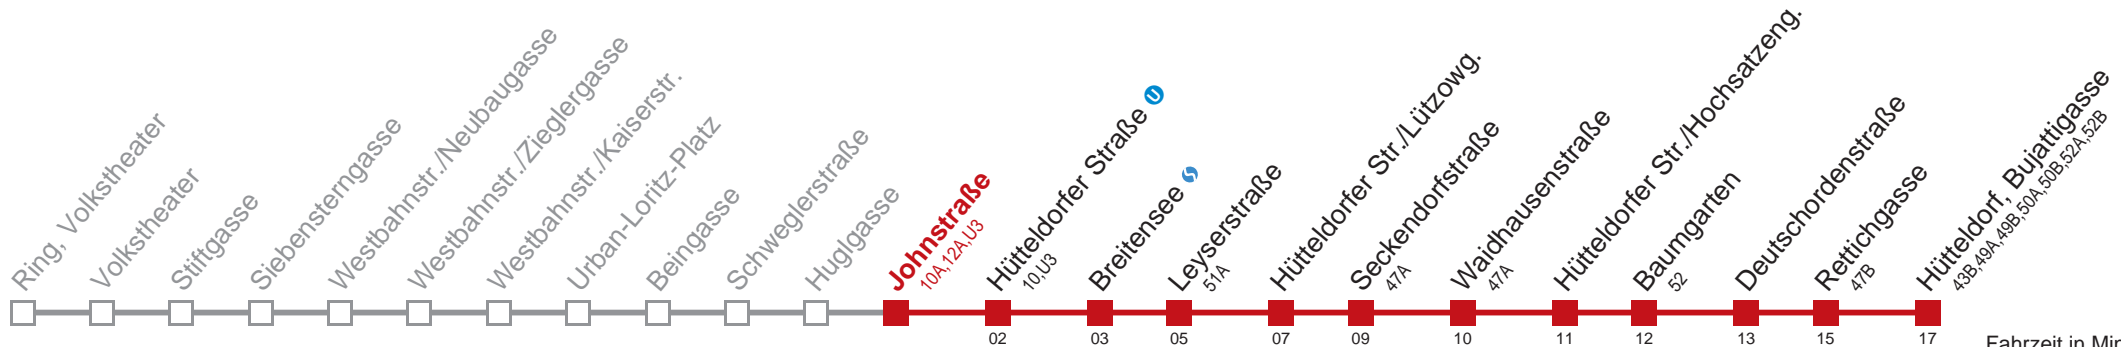 Ring, Volkstheater
Volkstheater
Stiftgasse
Siebensterngasse
Westbahnstr./Neubaugasse
Westbahnstr./Zieglergasse
Westbahnstr./Kaiserstr.
Urban-Loritz-Platz
Beingasse
Schweglerstraße
Huglgasse
Johnstraße
10A,12A,U3
Hütteldorfer Straße U
10,U3
Breitensee S
Leyserstraße
51A
Hütteldorfer Str./Lützowg.
Seckendorfstraße
47A
Waidhausenstraße
47A
Hütteldorfer Str./Hochsatzeng.
Baumgarten
52
Deutschordenstraße
Rettichgasse
47B
Hütteldorf, Bujattigasse
43B,49A,49B,50A,50B,52A,52B
02 03 05 07 09 10 11 12 13 15 17
Fahrzeit in Min